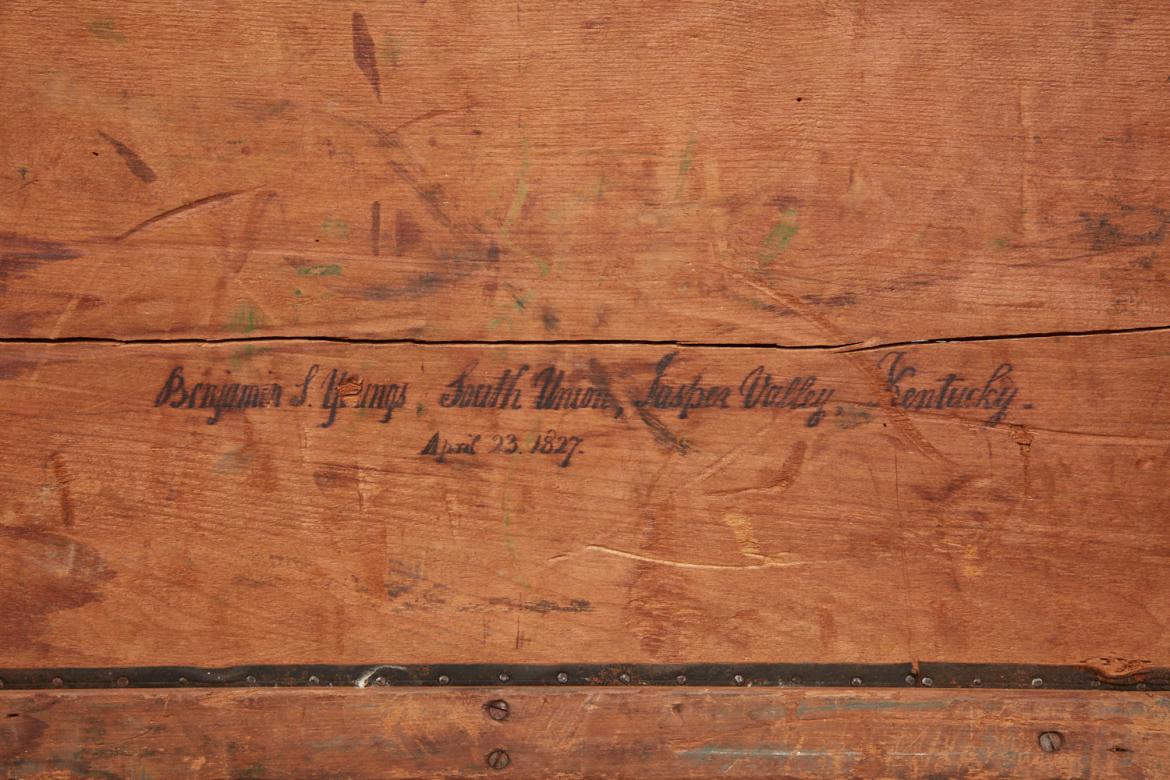 Benjamin S. Youngs, South Union, Jasper Valley, Kentucky.
April 23. 1827.